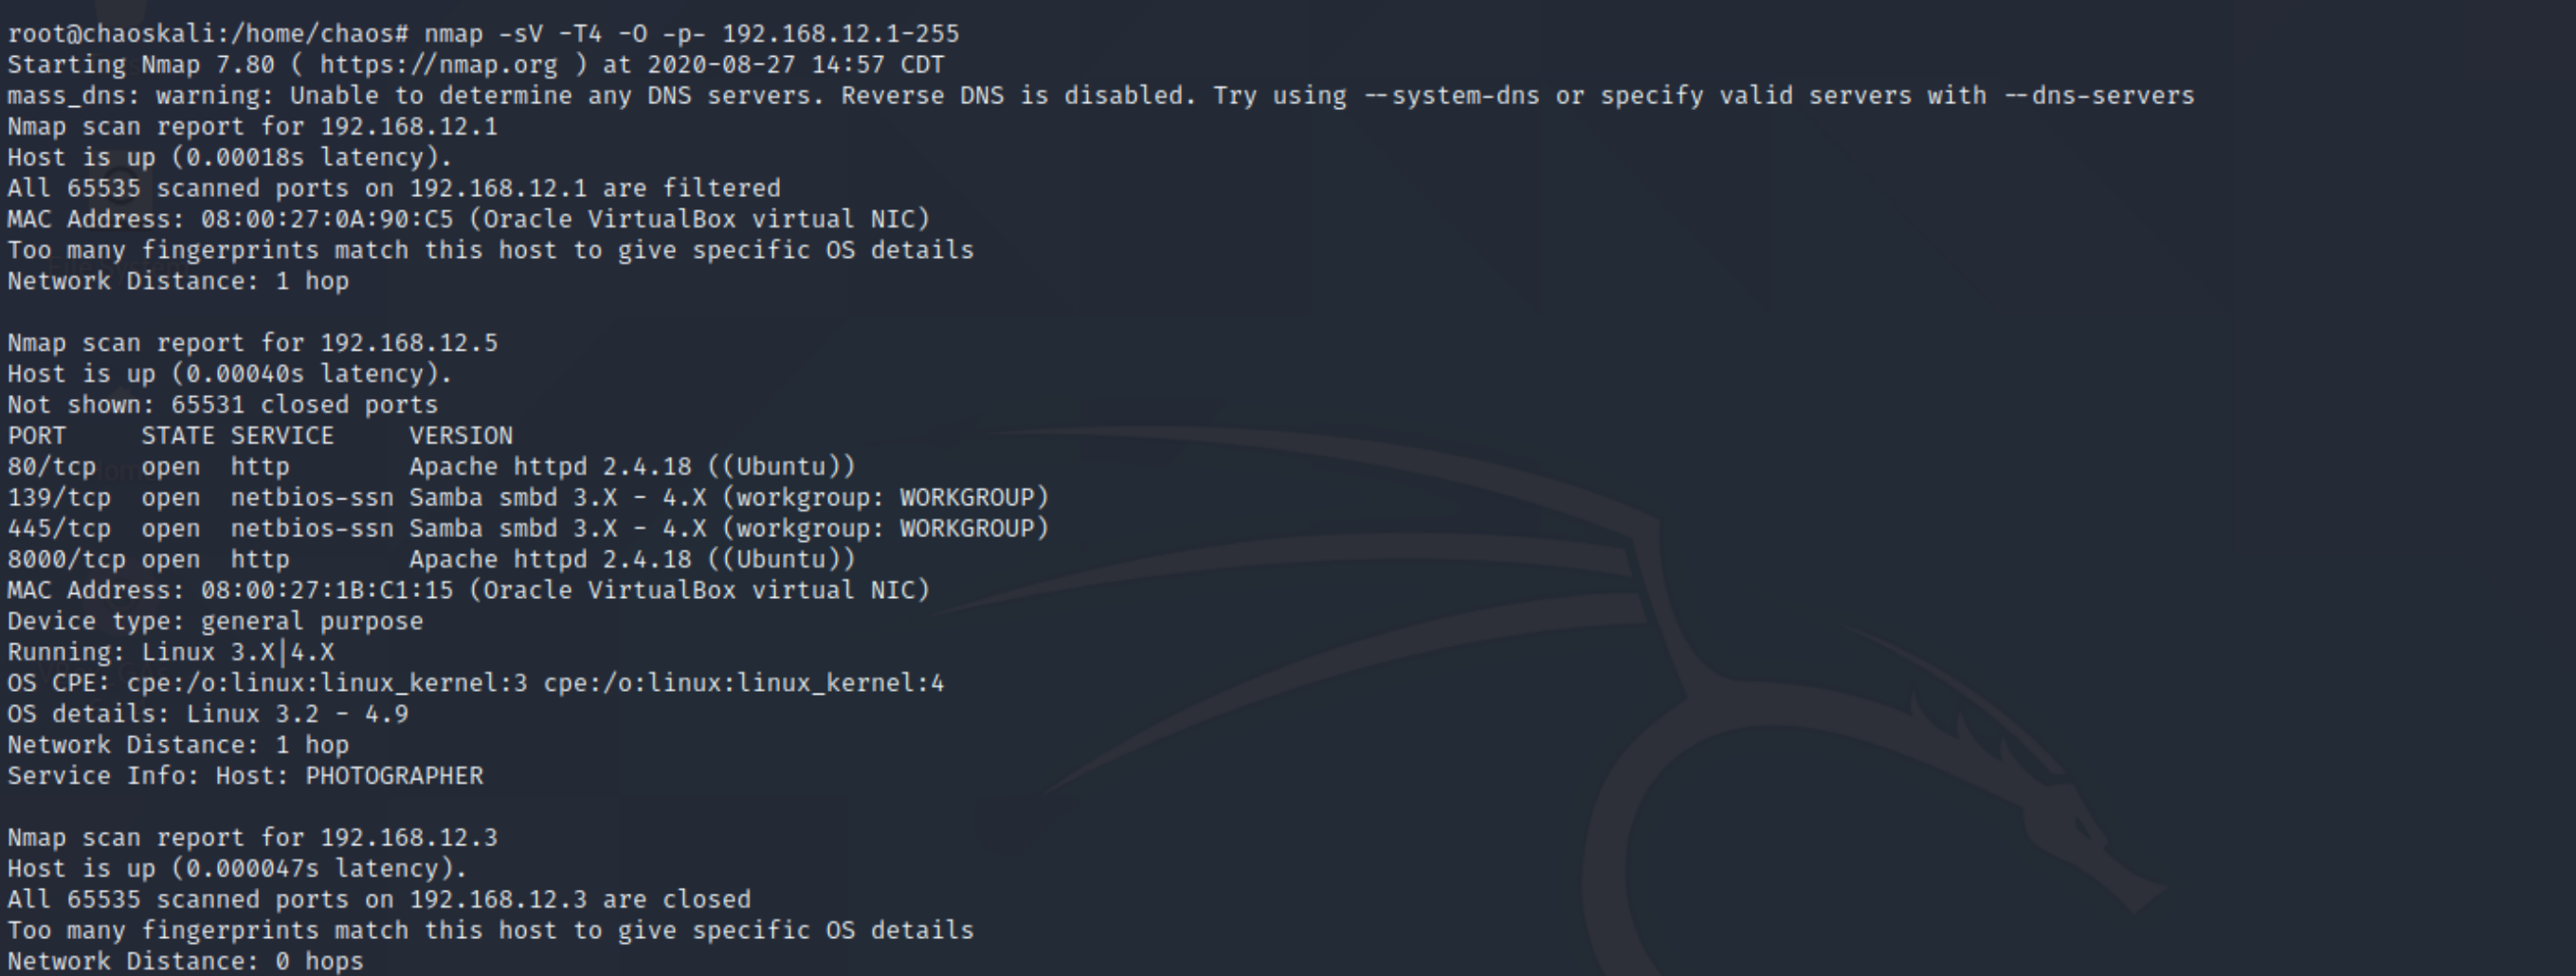 root@chaoskali:/home/chaos# nmap -sV -T4 -O -p- 192.168.12.1-255
Starting Nmap 7.80 ( https://nmap.org ) at 2020-08-27 14:57 CDT
mass_dns: warning: Unable to determine any DNS servers. Reverse DNS is disabled. Try using --system-dns or specify valid servers with --dns-servers
Nmap scan report for 192.168.12.1
Host is up (0.00018s latency).
All 65535 scanned ports on 192.168.12.1 are filtered
MAC Address: 08:00:27:0A:90:C5 (Oracle VirtualBox virtual NIC)
Too many fingerprints match this host to give specific OS details
Network Distance: 1 hop

Nmap scan report for 192.168.12.5
Host is up (0.00040s latency).
Not shown: 65531 closed ports
PORT     STATE SERVICE     VERSION
80/tcp   open  http        Apache httpd 2.4.18 ((Ubuntu))
139/tcp  open  netbios-ssn Samba smbd 3.X - 4.X (workgroup: WORKGROUP)
445/tcp  open  netbios-ssn Samba smbd 3.X - 4.X (workgroup: WORKGROUP)
8000/tcp open  http        Apache httpd 2.4.18 ((Ubuntu))
MAC Address: 08:00:27:1B:C1:15 (Oracle VirtualBox virtual NIC)
Device type: general purpose
Running: Linux 3.X|4.X
OS CPE: cpe:/o:linux:linux_kernel:3 cpe:/o:linux:linux_kernel:4
OS details: Linux 3.2 - 4.9
Network Distance: 1 hop
Service Info: Host: PHOTOGRAPHER

Nmap scan report for 192.168.12.3
Host is up (0.000047s latency).
All 65535 scanned ports on 192.168.12.3 are closed
Too many fingerprints match this host to give specific OS details
Network Distance: 0 hops